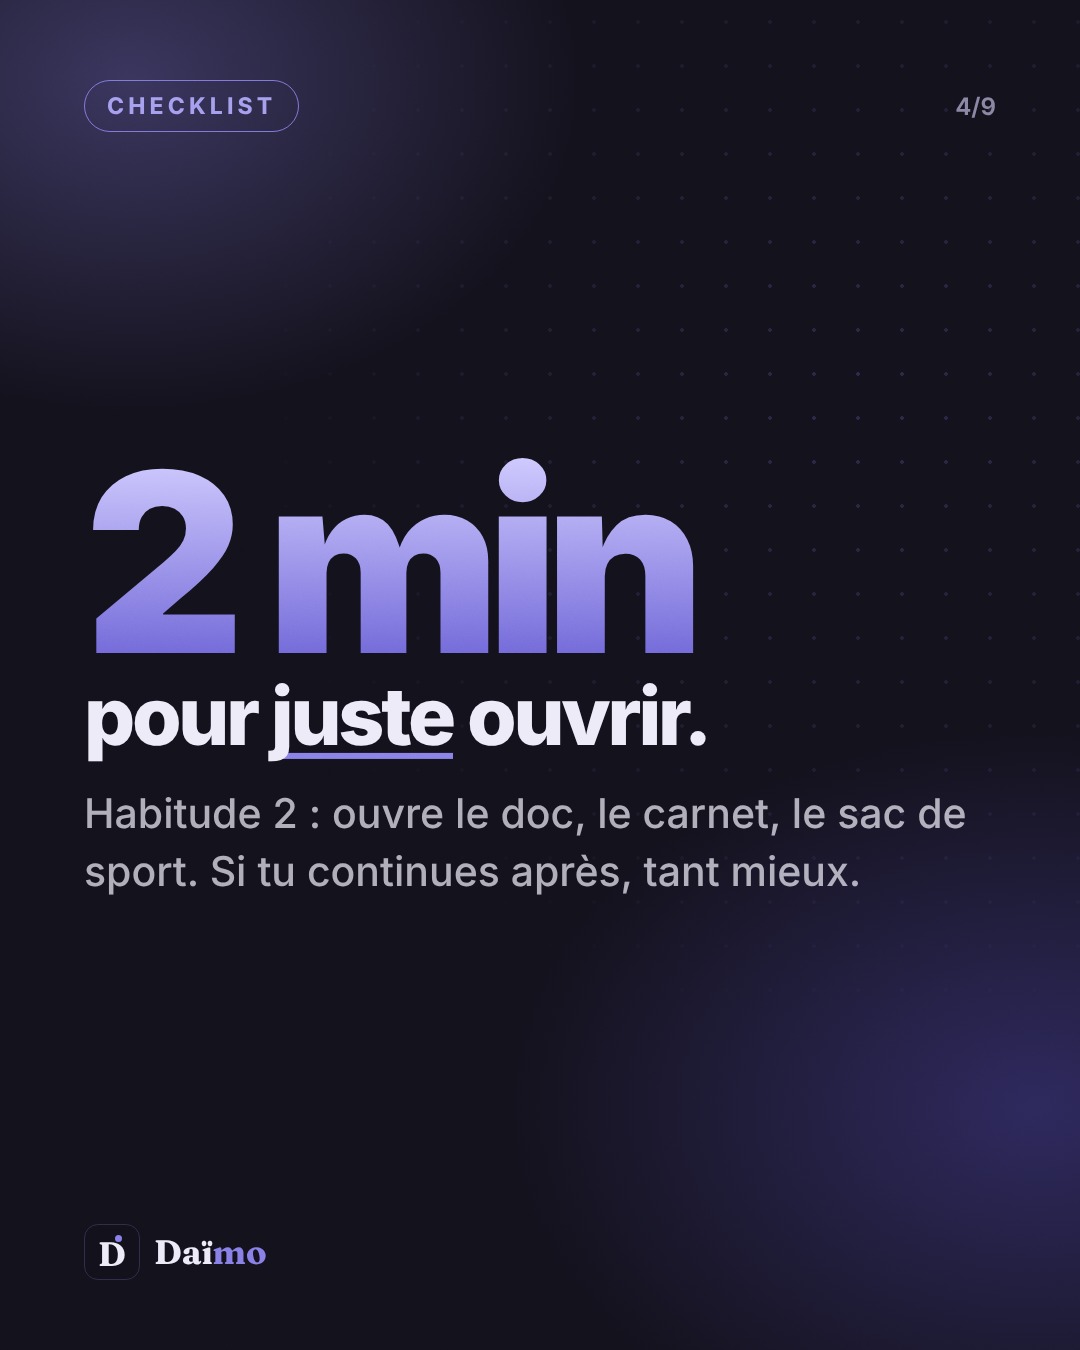 CHECKLIST
4/9
2 min
pour juste ouvrir.
Habitude 2 : ouvre le doc, le carnet, le sac de
sport. Si tu continues après, tant mieux.
D Daïmo